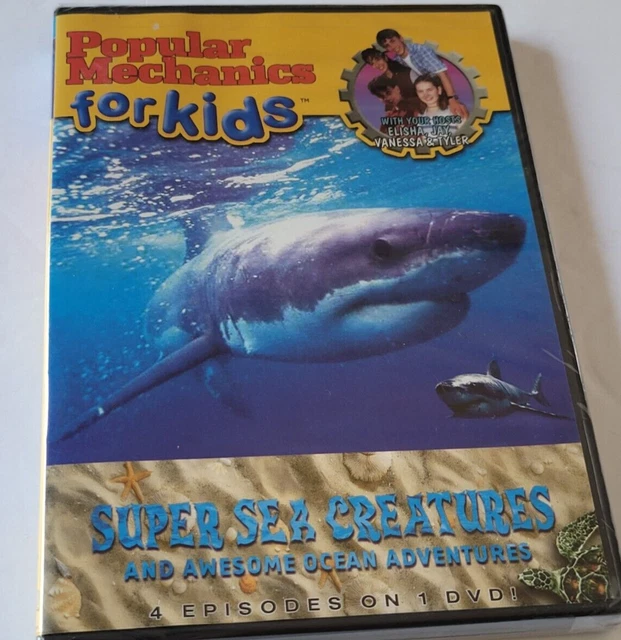 Popular
Mechanics
for kids™
WITH YOUR HOSTS
ELISHA, JAY,
VANESSA & TYLER
SUPER SEA CREATURES
AND AWESOME OCEAN ADVENTURES
4 EPISODES ON 1 DVD!